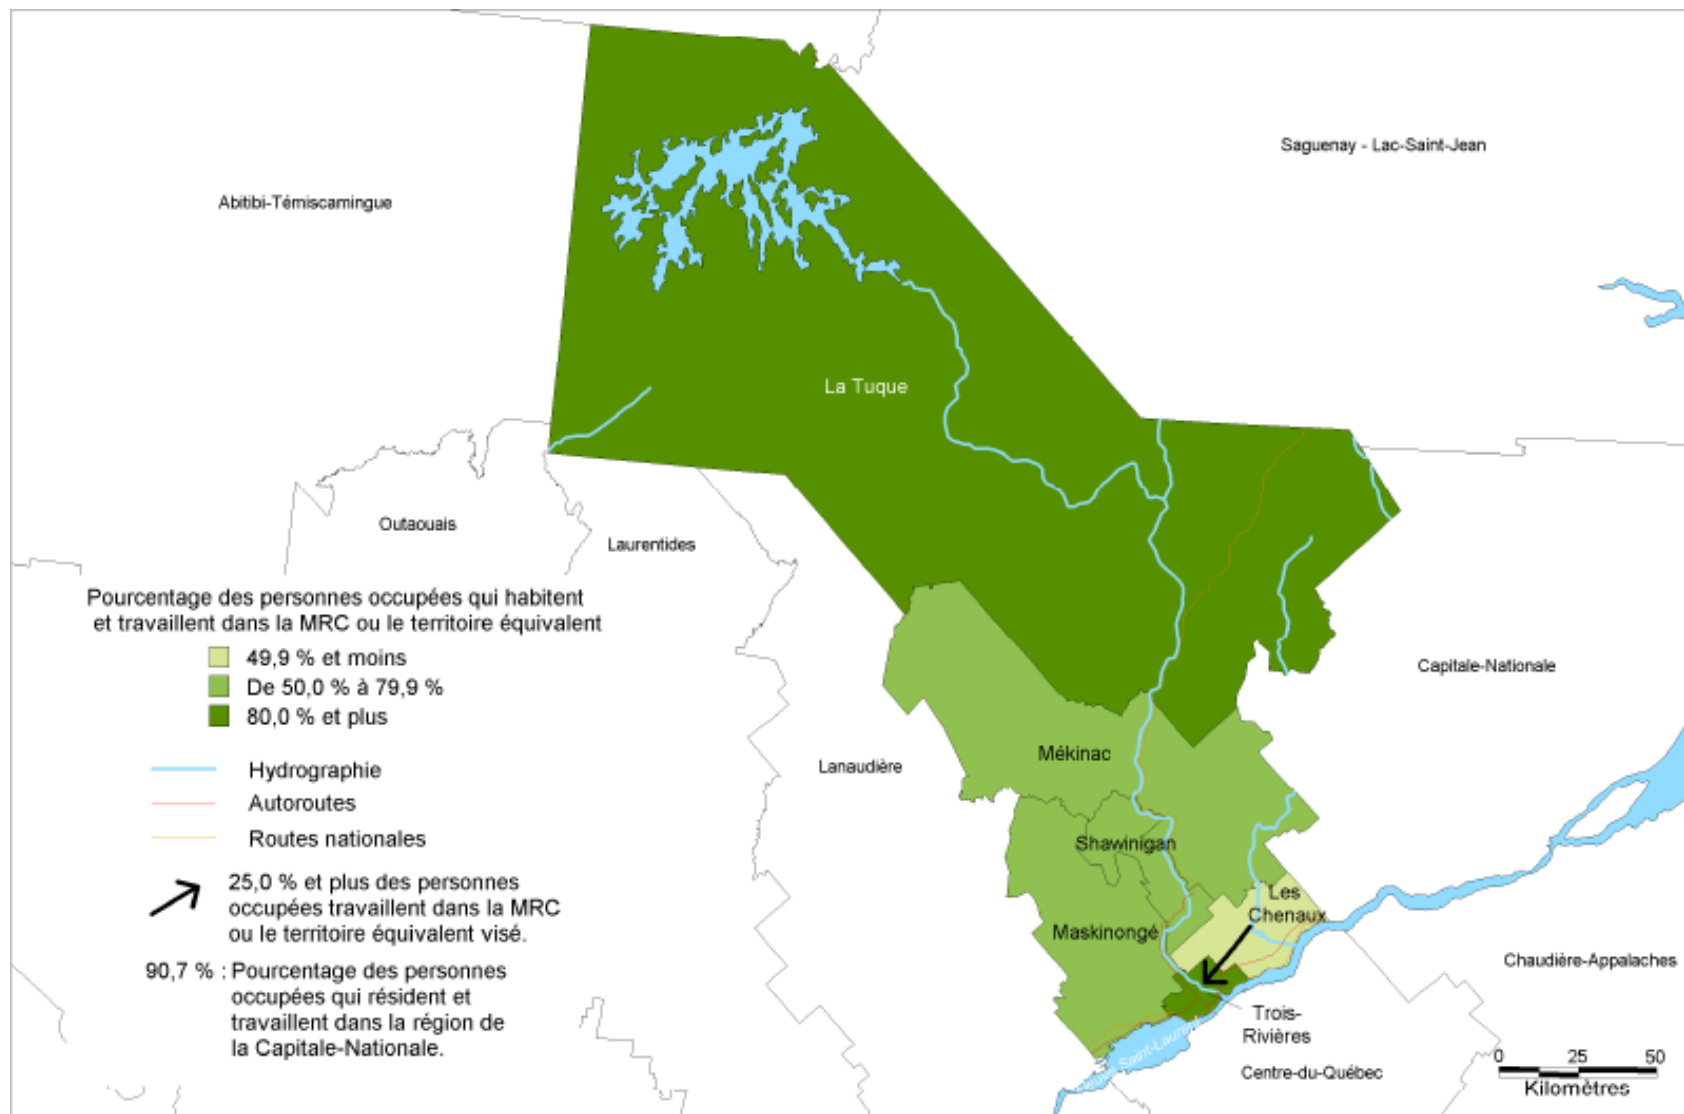 Saguenay - Lac-Saint-Jean
Abitibi-Témiscamingue
La Tuque
Outaouais
Laurentides
Pourcentage des personnes occupées qui habitent
et travaillent dans la MRC ou le territoire équivalent
49,9 % et moins
De 50,0 % à 79,9 %
80,0 % et plus
Hydrographie
Autoroutes
Routes nationales
25,0 % et plus des personnes
occupées travaillent dans la MRC
ou le territoire équivalent visé.
90,7 % : Pourcentage des personnes
occupées qui résident et
travaillent dans la région de
la Capitale-Nationale.
Capitale-Nationale
Mékinac
Lanaudière
Shawinigan
Les
Chenaux
Maskinongé
Chaudière-Appalaches
Trois-
Rivières
Saint-Laurent
Centre-du-Québec
0 25 50
Kilomètres